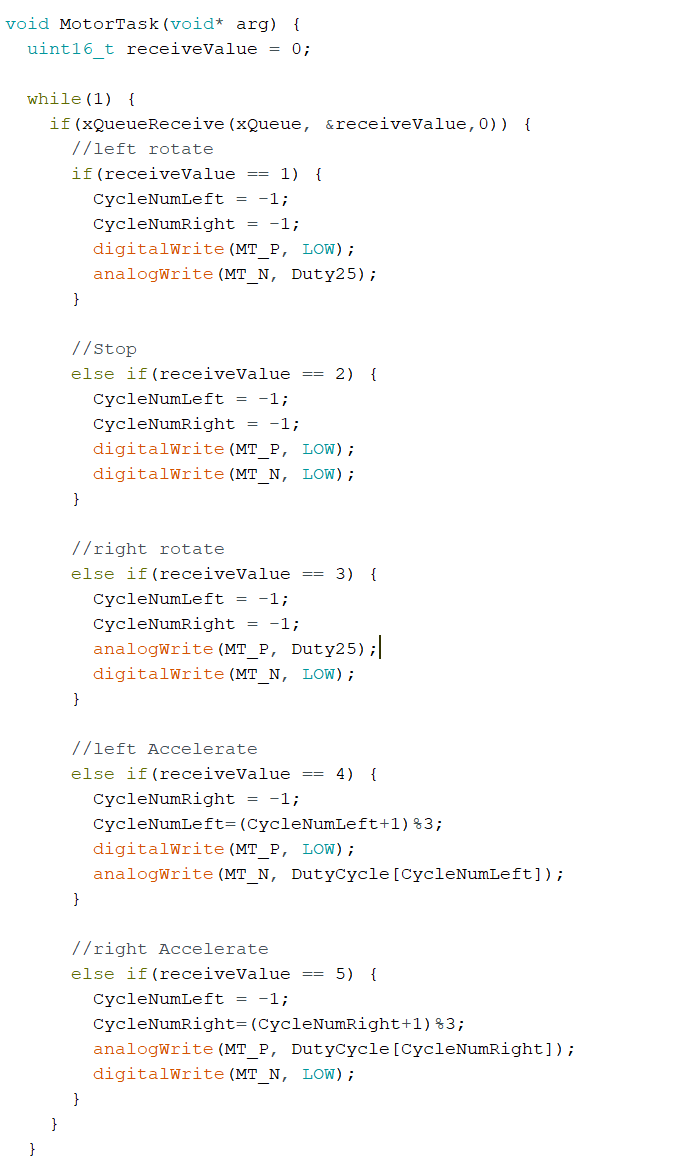 void MotorTask(void* arg) {
  uint16_t receiveValue = 0;

  while(1) {
    if(xQueueReceive(xQueue, &receiveValue,0)) {
      //left rotate
      if(receiveValue == 1) {
        CycleNumLeft = -1;
        CycleNumRight = -1;
        digitalWrite(MT_P, LOW);
        analogWrite(MT_N, Duty25);
      }

      //Stop
      else if(receiveValue == 2) {
        CycleNumLeft = -1;
        CycleNumRight = -1;
        digitalWrite(MT_P, LOW);
        digitalWrite(MT_N, LOW);
      }

      //right rotate
      else if(receiveValue == 3) {
        CycleNumLeft = -1;
        CycleNumRight = -1;
        analogWrite(MT_P, Duty25);
        digitalWrite(MT_N, LOW);
      }

      //left Accelerate
      else if(receiveValue == 4) {
        CycleNumRight = -1;
        CycleNumLeft=(CycleNumLeft+1)%3;
        digitalWrite(MT_P, LOW);
        analogWrite(MT_N, DutyCycle[CycleNumLeft]);
      }

      //right Accelerate
      else if(receiveValue == 5) {
        CycleNumLeft = -1;
        CycleNumRight=(CycleNumRight+1)%3;
        analogWrite(MT_P, DutyCycle[CycleNumRight]);
        digitalWrite(MT_N, LOW);
      }
    }
  }